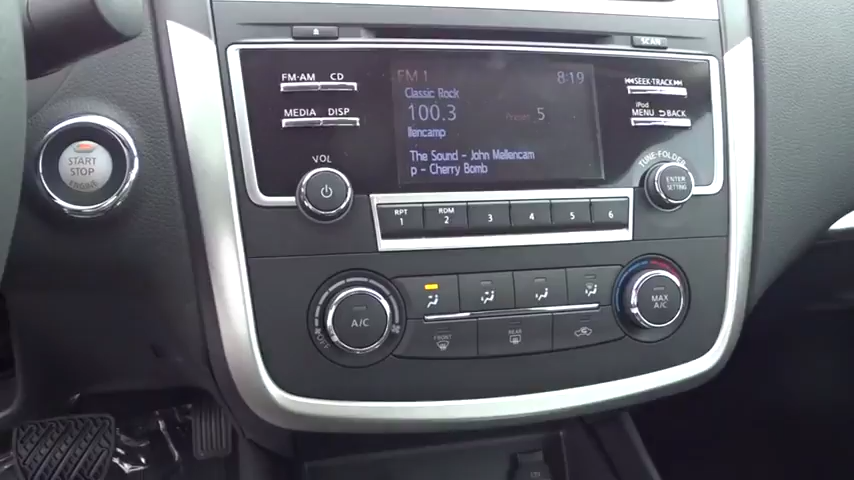 SCAN
FM·AM CD
FM 1
8:19
SEEK·TRACK
Classic Rock
MEDIA DISP
100.3
Preset 5
iPod
MENU BACK
llencamp
The Sound - John Mellencam
p - Cherry Bomb
VOL
TUNE·FOLDER
ENTER
SETTING
START
STOP
ENGINE
RPT
1
RDM
2
3
4
5
6
A/C
OFF
MAX
A/C
FRONT
REAR